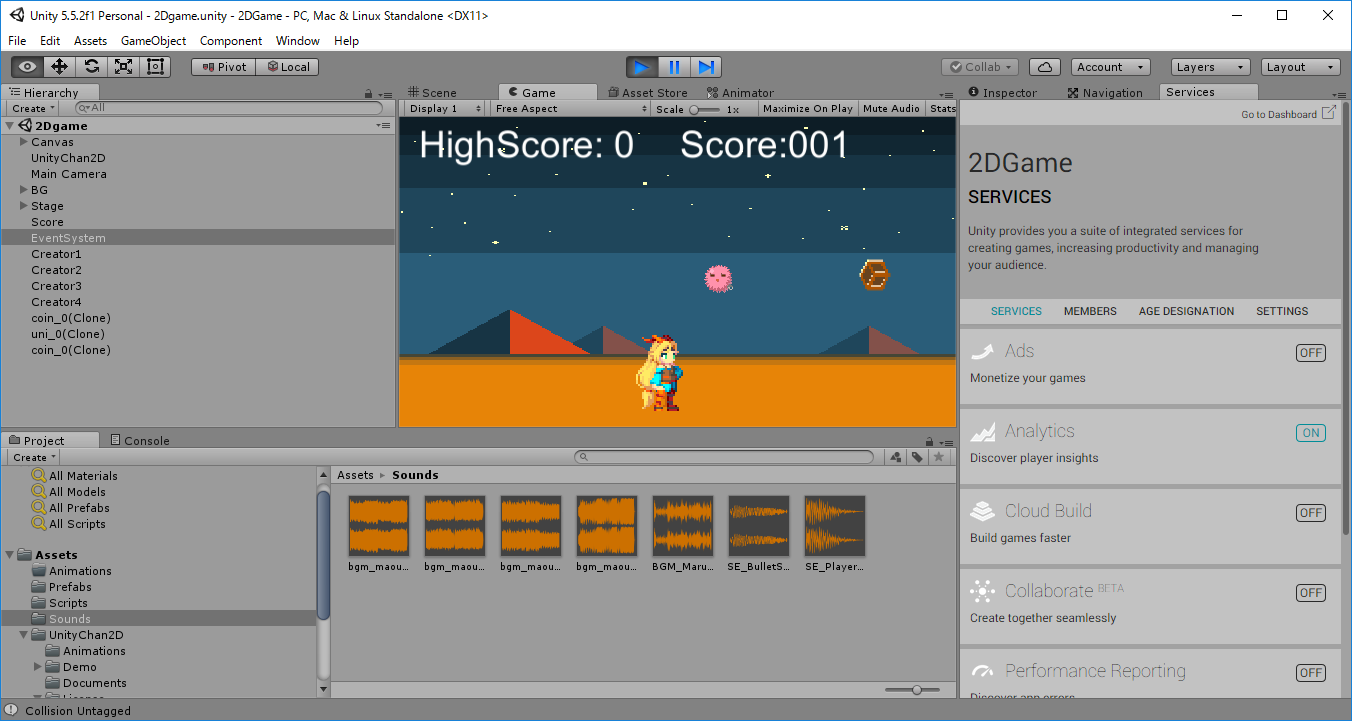 Unity 5.5.2f1 Personal - 2Dgame.unity - 2DGame - PC, Mac & Linux Standalone <DX11>
File Edit Assets GameObject Component Window Help
Pivot Local Collab Account Layers Layout
Hierarchy
Create All
2Dgame
Canvas
UnityChan2D
Main Camera
BG
Stage
Score
EventSystem
Creator1
Creator2
Creator3
Creator4
coin_0(Clone)
uni_0(Clone)
coin_0(Clone)
Scene Game Asset Store Animator
Display 1 Free Aspect Scale 1x Maximize On Play Mute Audio Stats
HighScore: 0 Score:001
Inspector Navigation Services
Go to Dashboard
2DGame
SERVICES
Unity provides you a suite of integrated services for
creating games, increasing productivity and managing
your audience.
SERVICES MEMBERS AGE DESIGNATION SETTINGS
Ads OFF
Monetize your games
Analytics ON
Discover player insights
Cloud Build OFF
Build games faster
Collaborate BETA OFF
Create together seamlessly
Performance Reporting OFF
Discover app errors
Project Console
Create
All Materials
All Models
All Prefabs
All Scripts
Assets
Animations
Prefabs
Scripts
Sounds
UnityChan2D
Animations
Demo
Documents
Assets Sounds
bgm_maou... bgm_maou... bgm_maou... bgm_maou... BGM_Maru... SE_BulletS... SE_Player...
Collision Untagged